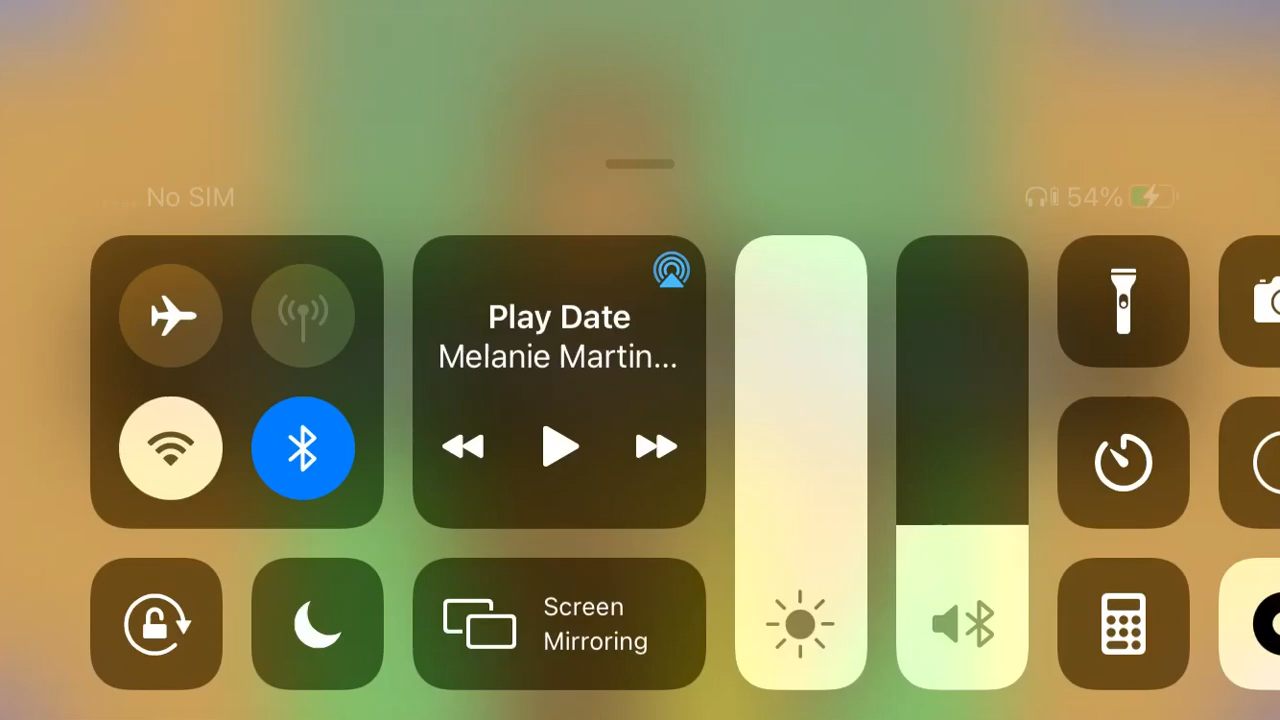 No SIM
54%
Play Date
Melanie Martin...
Screen
Mirroring